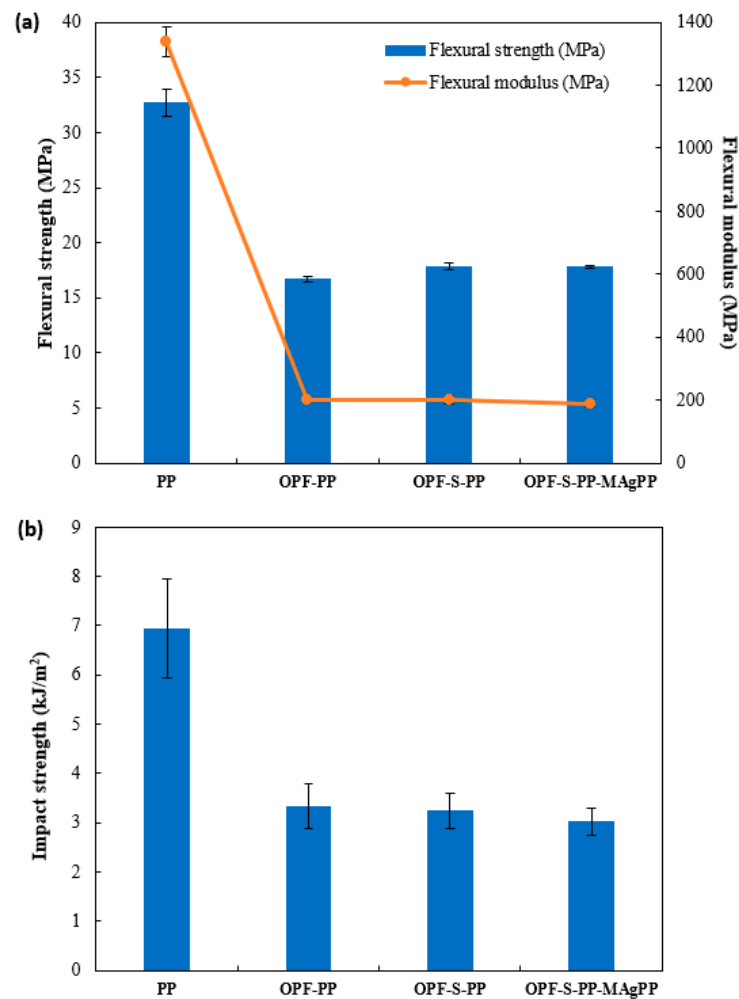 (a)
Flexural strength (MPa)
40
35
30
25
20
15
10
5
0
Flexural strength (MPa)
Flexural modulus (MPa)
1400
1200
1000
800
600
400
200
0
Flexural modulus
(MPa)
PP OPF-PP OPF-S-PP OPF-S-PP-MAgPP
(b)
Impact strength (kJ/m²)
9
8
7
6
5
4
3
2
1
0
PP OPF-PP OPF-S-PP OPF-S-PP-MAgPP